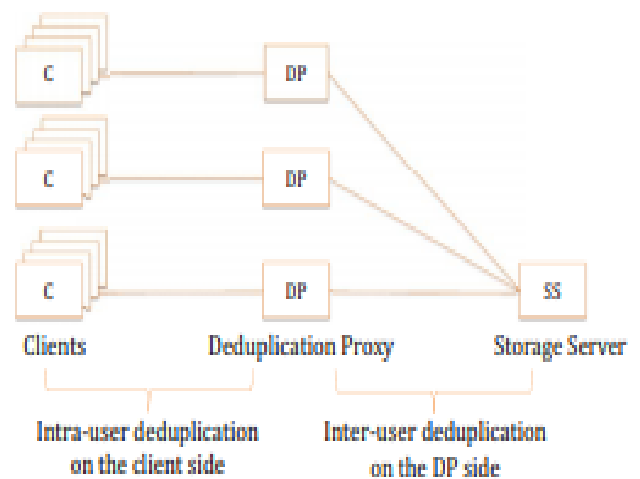 C DP
C DP
C DP SS
Clients Deduplication Proxy Storage Server
Intra-user deduplication Inter-user deduplication
on the client side on the DP side